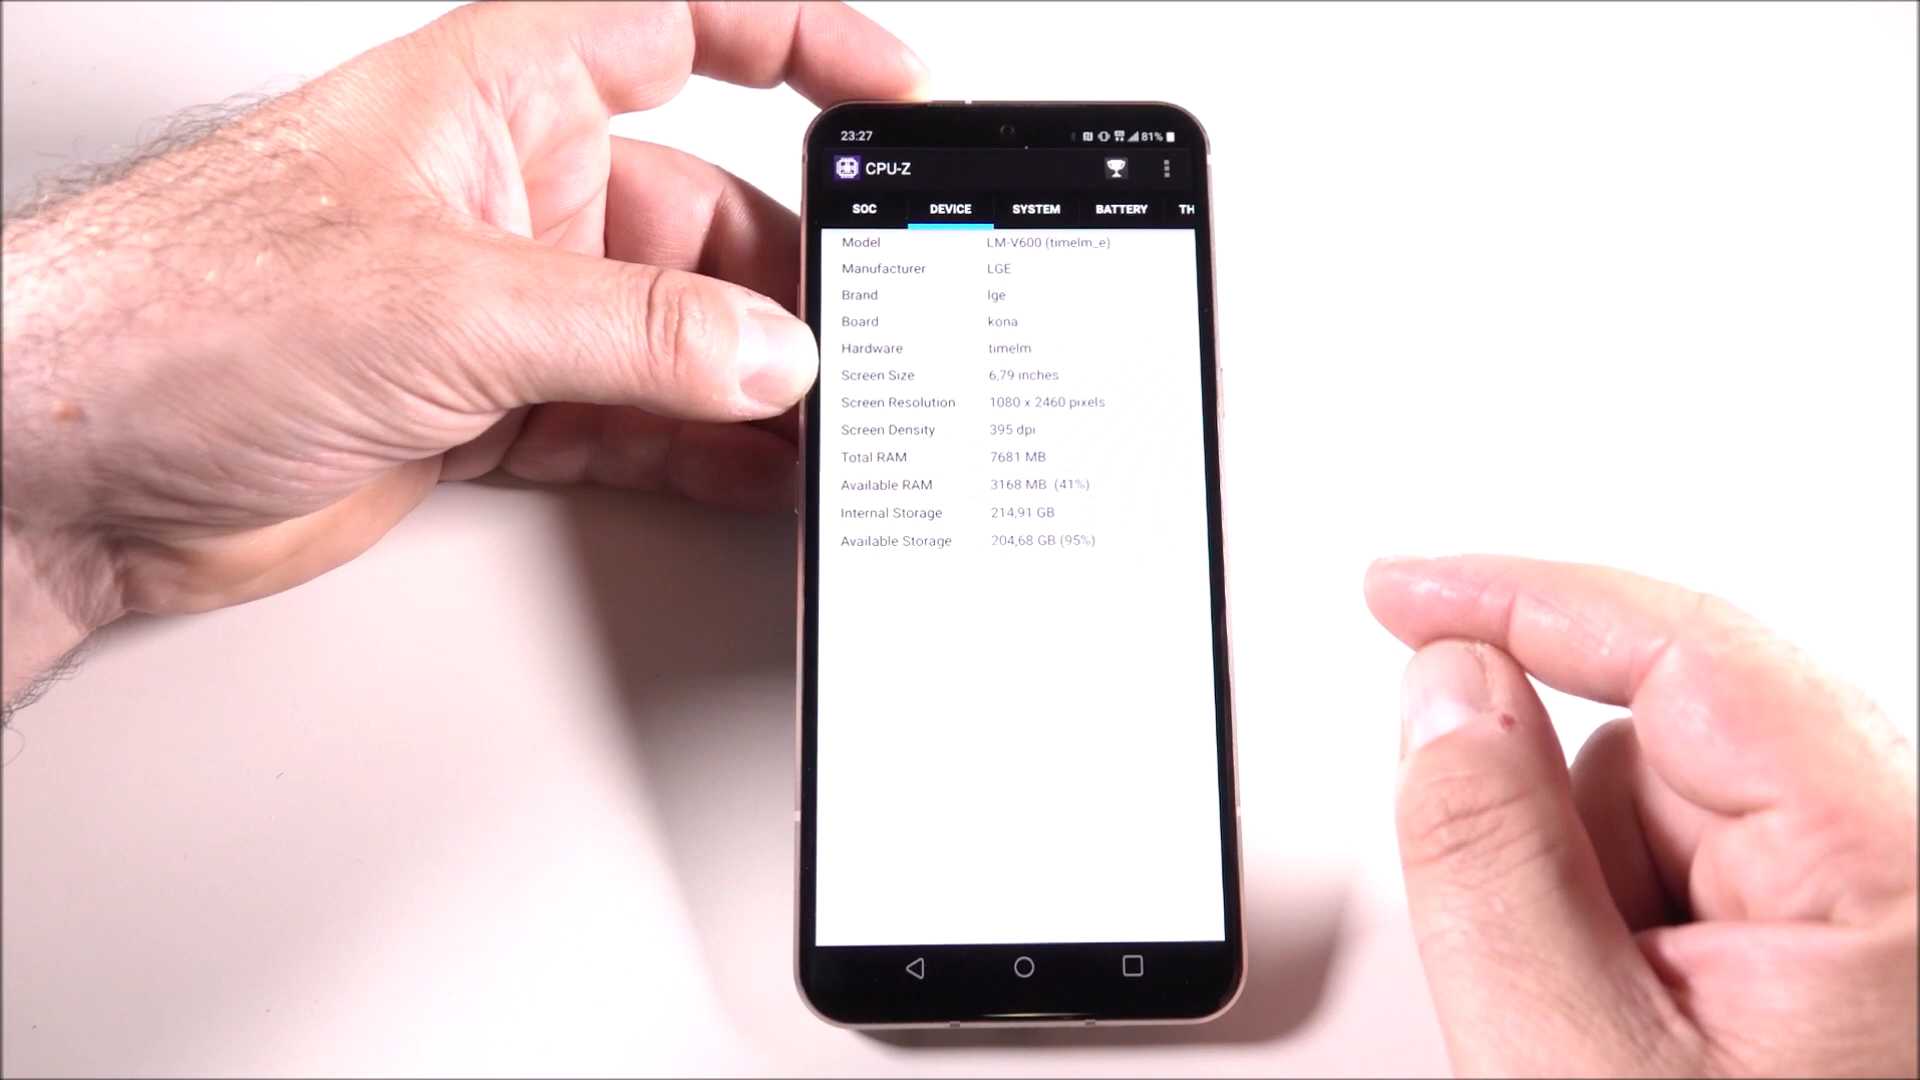 23:27 81%
CPU-Z
SOC DEVICE SYSTEM BATTERY TH
Model LM-V600 (timelm_e)
Manufacturer LGE
Brand lge
Board kona
Hardware timelm
Screen Size 6,79 inches
Screen Resolution 1080 x 2460 pixels
Screen Density 395 dpi
Total RAM 7681 MB
Available RAM 3168 MB (41%)
Internal Storage 214,91 GB
Available Storage 204,68 GB (95%)